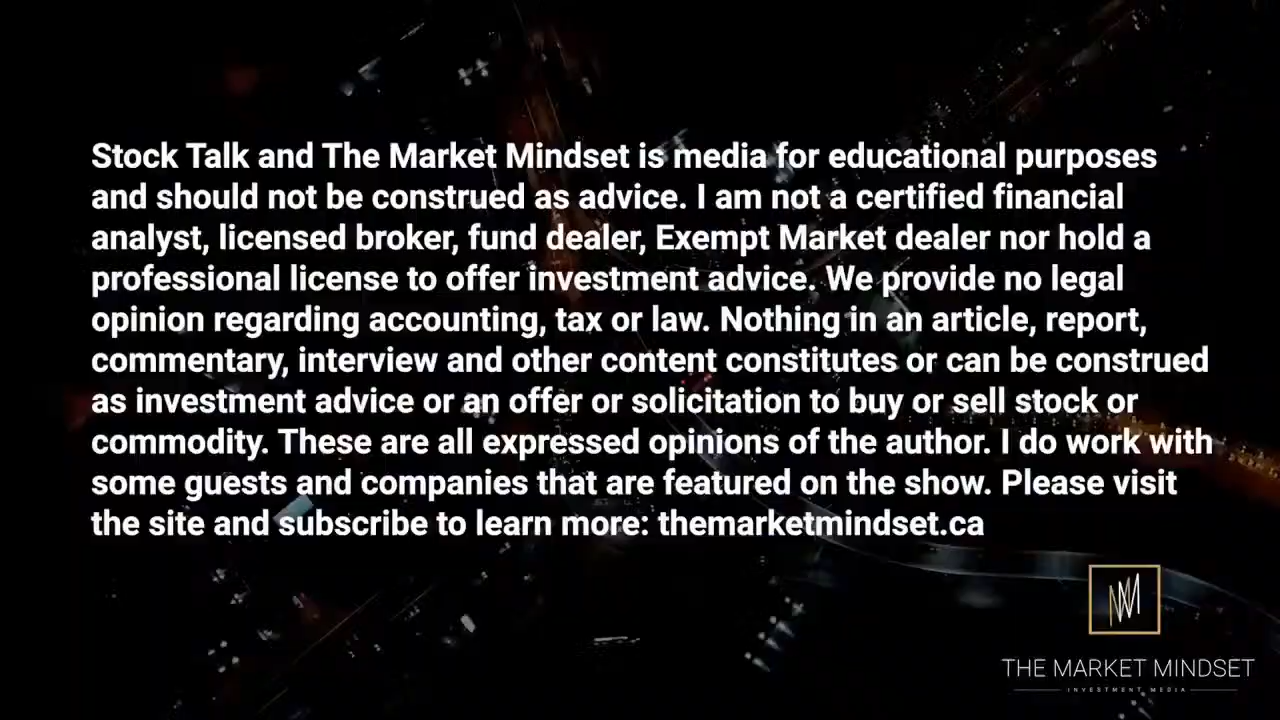 Stock Talk and The Market Mindset is media for educational purposes
and should not be construed as advice. I am not a certified financial
analyst, licensed broker, fund dealer, Exempt Market dealer nor hold a
professional license to offer investment advice. We provide no legal
opinion regarding accounting, tax or law. Nothing in an article, report,
commentary, interview and other content constitutes or can be construed
as investment advice or an offer or solicitation to buy or sell stock or
commodity. These are all expressed opinions of the author. I do work with
some guests and companies that are featured on the show. Please visit
the site and subscribe to learn more: themarketmindset.ca
THE MARKET MINDSET
INVESTMENT MEDIA